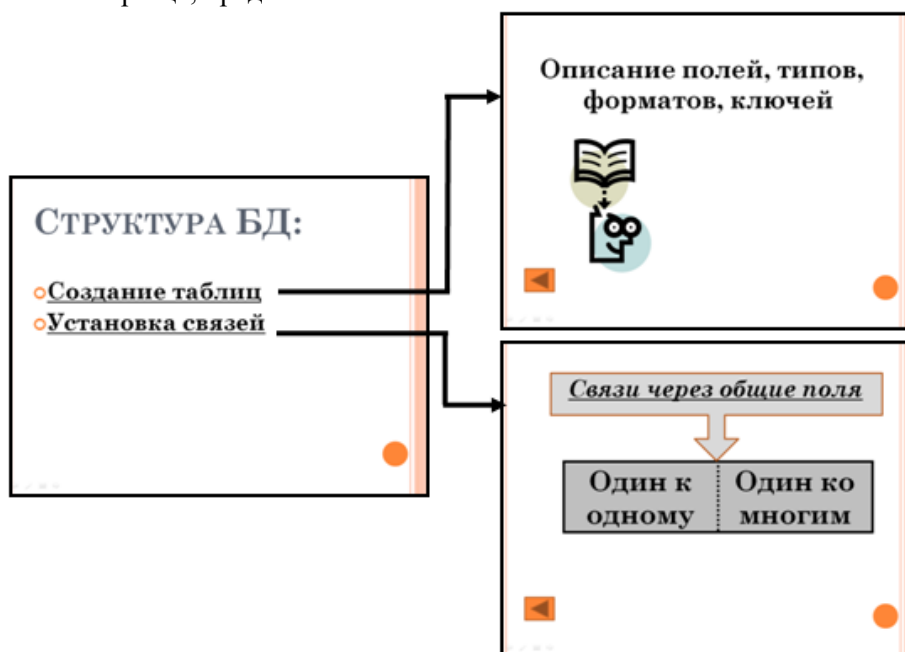 Структура БД:
Создание таблиц
Установка связей
Описание полей, типов,
форматов, ключей
Связи через общие поля
Один к
одному
Один ко
многим